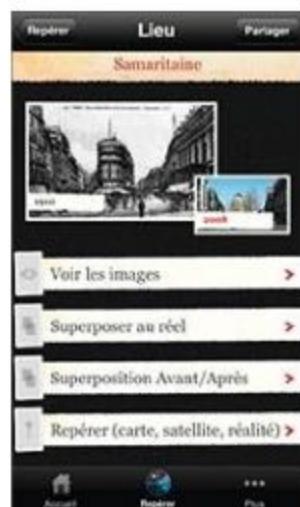 Repérer Lieu Partager
Samaritaine
1910
2008
Voir les images
Superposer au réel
Superposition Avant/Après
Repérer (carte, satellite, réalité)
Accueil Repérer Plus